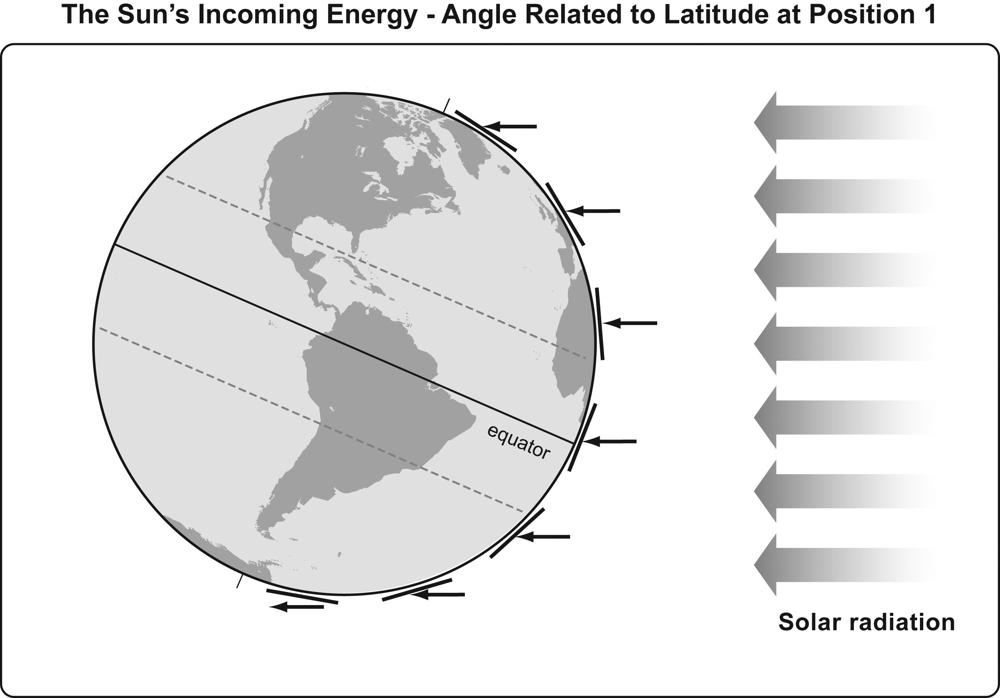 The Sun’s Incoming Energy - Angle Related to Latitude at Position 1
equator
Solar radiation